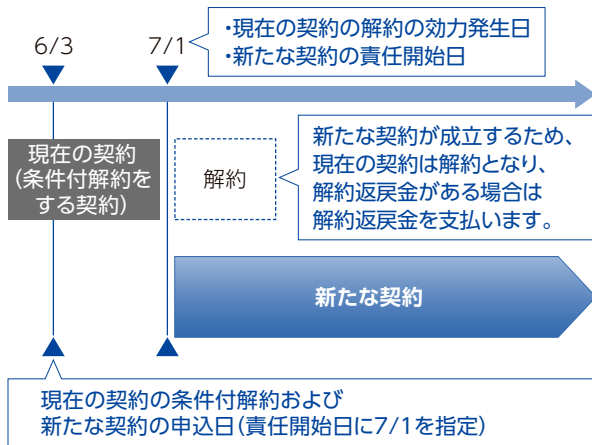 6/3
7/1
・現在の契約の解約の効力発生日
・新たな契約の責任開始日
現在の契約
(条件付解約を
する契約)
解約
新たな契約が成立するため、
現在の契約は解約となり、
解約返戻金がある場合は
解約返戻金を支払います。
新たな契約
現在の契約の条件付解約および
新たな契約の申込日(責任開始日に7/1を指定)